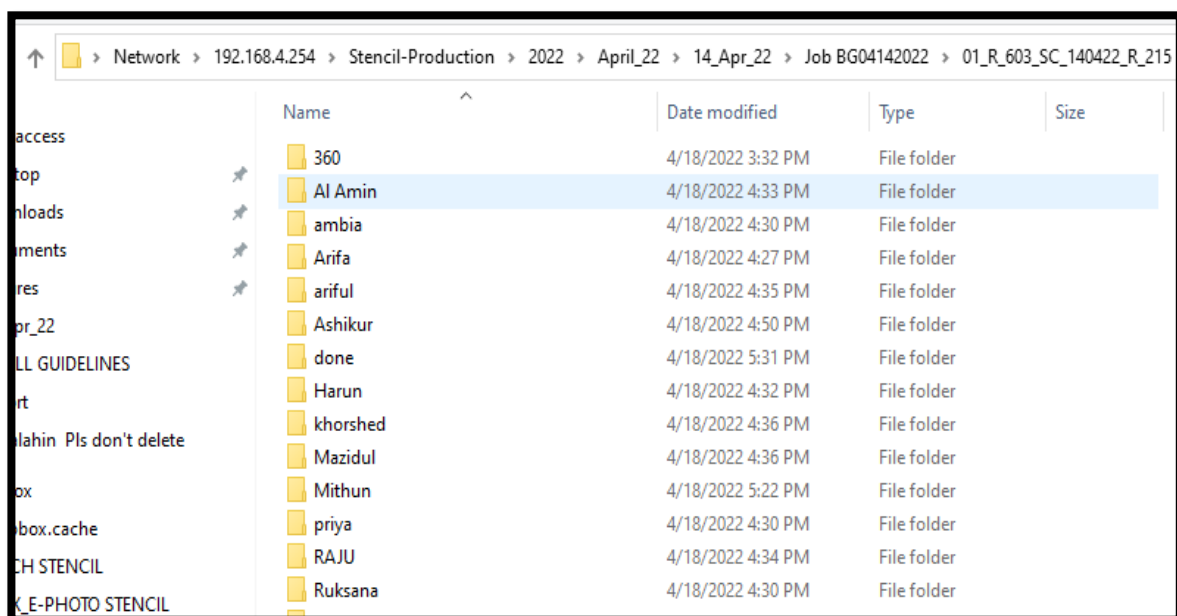 Network > 192.168.4.254 > Stencil-Production > 2022 > April_22 > 14_Apr_22 > Job BG04142022 > 01_R_603_SC_140422_R_215
Name Date modified Type Size
access
top
nloads
uments
res
pr_22
LL GUIDELINES
rt
lahin Pls don't delete
ox
box.cache
CH STENCIL
X_E-PHOTO STENCIL
360 4/18/2022 3:32 PM File folder
Al Amin 4/18/2022 4:33 PM File folder
ambia 4/18/2022 4:30 PM File folder
Arifa 4/18/2022 4:27 PM File folder
ariful 4/18/2022 4:35 PM File folder
Ashikur 4/18/2022 4:50 PM File folder
done 4/18/2022 5:31 PM File folder
Harun 4/18/2022 4:32 PM File folder
khorshed 4/18/2022 4:36 PM File folder
Mazidul 4/18/2022 4:36 PM File folder
Mithun 4/18/2022 5:22 PM File folder
priya 4/18/2022 4:30 PM File folder
RAJU 4/18/2022 4:34 PM File folder
Ruksana 4/18/2022 4:30 PM File folder